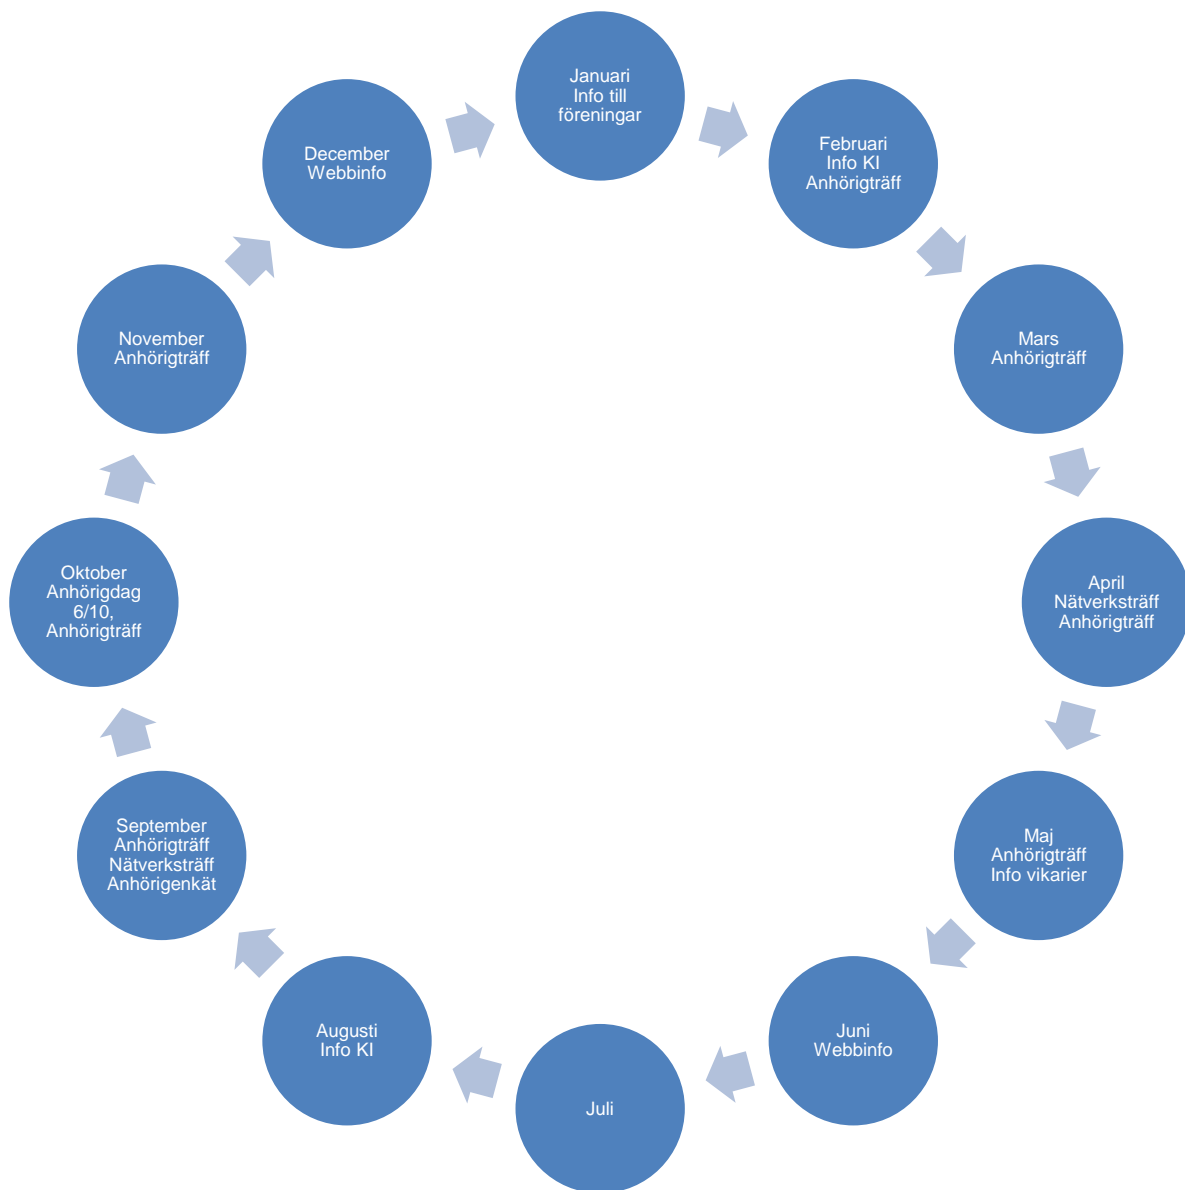 Januari
Info till
föreningar
Februari
Info KI
Anhörigträff
Mars
Anhörigträff
April
Nätverksträff
Anhörigträff
Maj
Anhörigträff
Info vikarier
Juni
Webbinfo
Juli
Augusti
Info KI
September
Anhörigträff
Nätverksträff
Anhörigenkät
Oktober
Anhörigdag
6/10,
Anhörigträff
November
Anhörigträff
December
Webbinfo